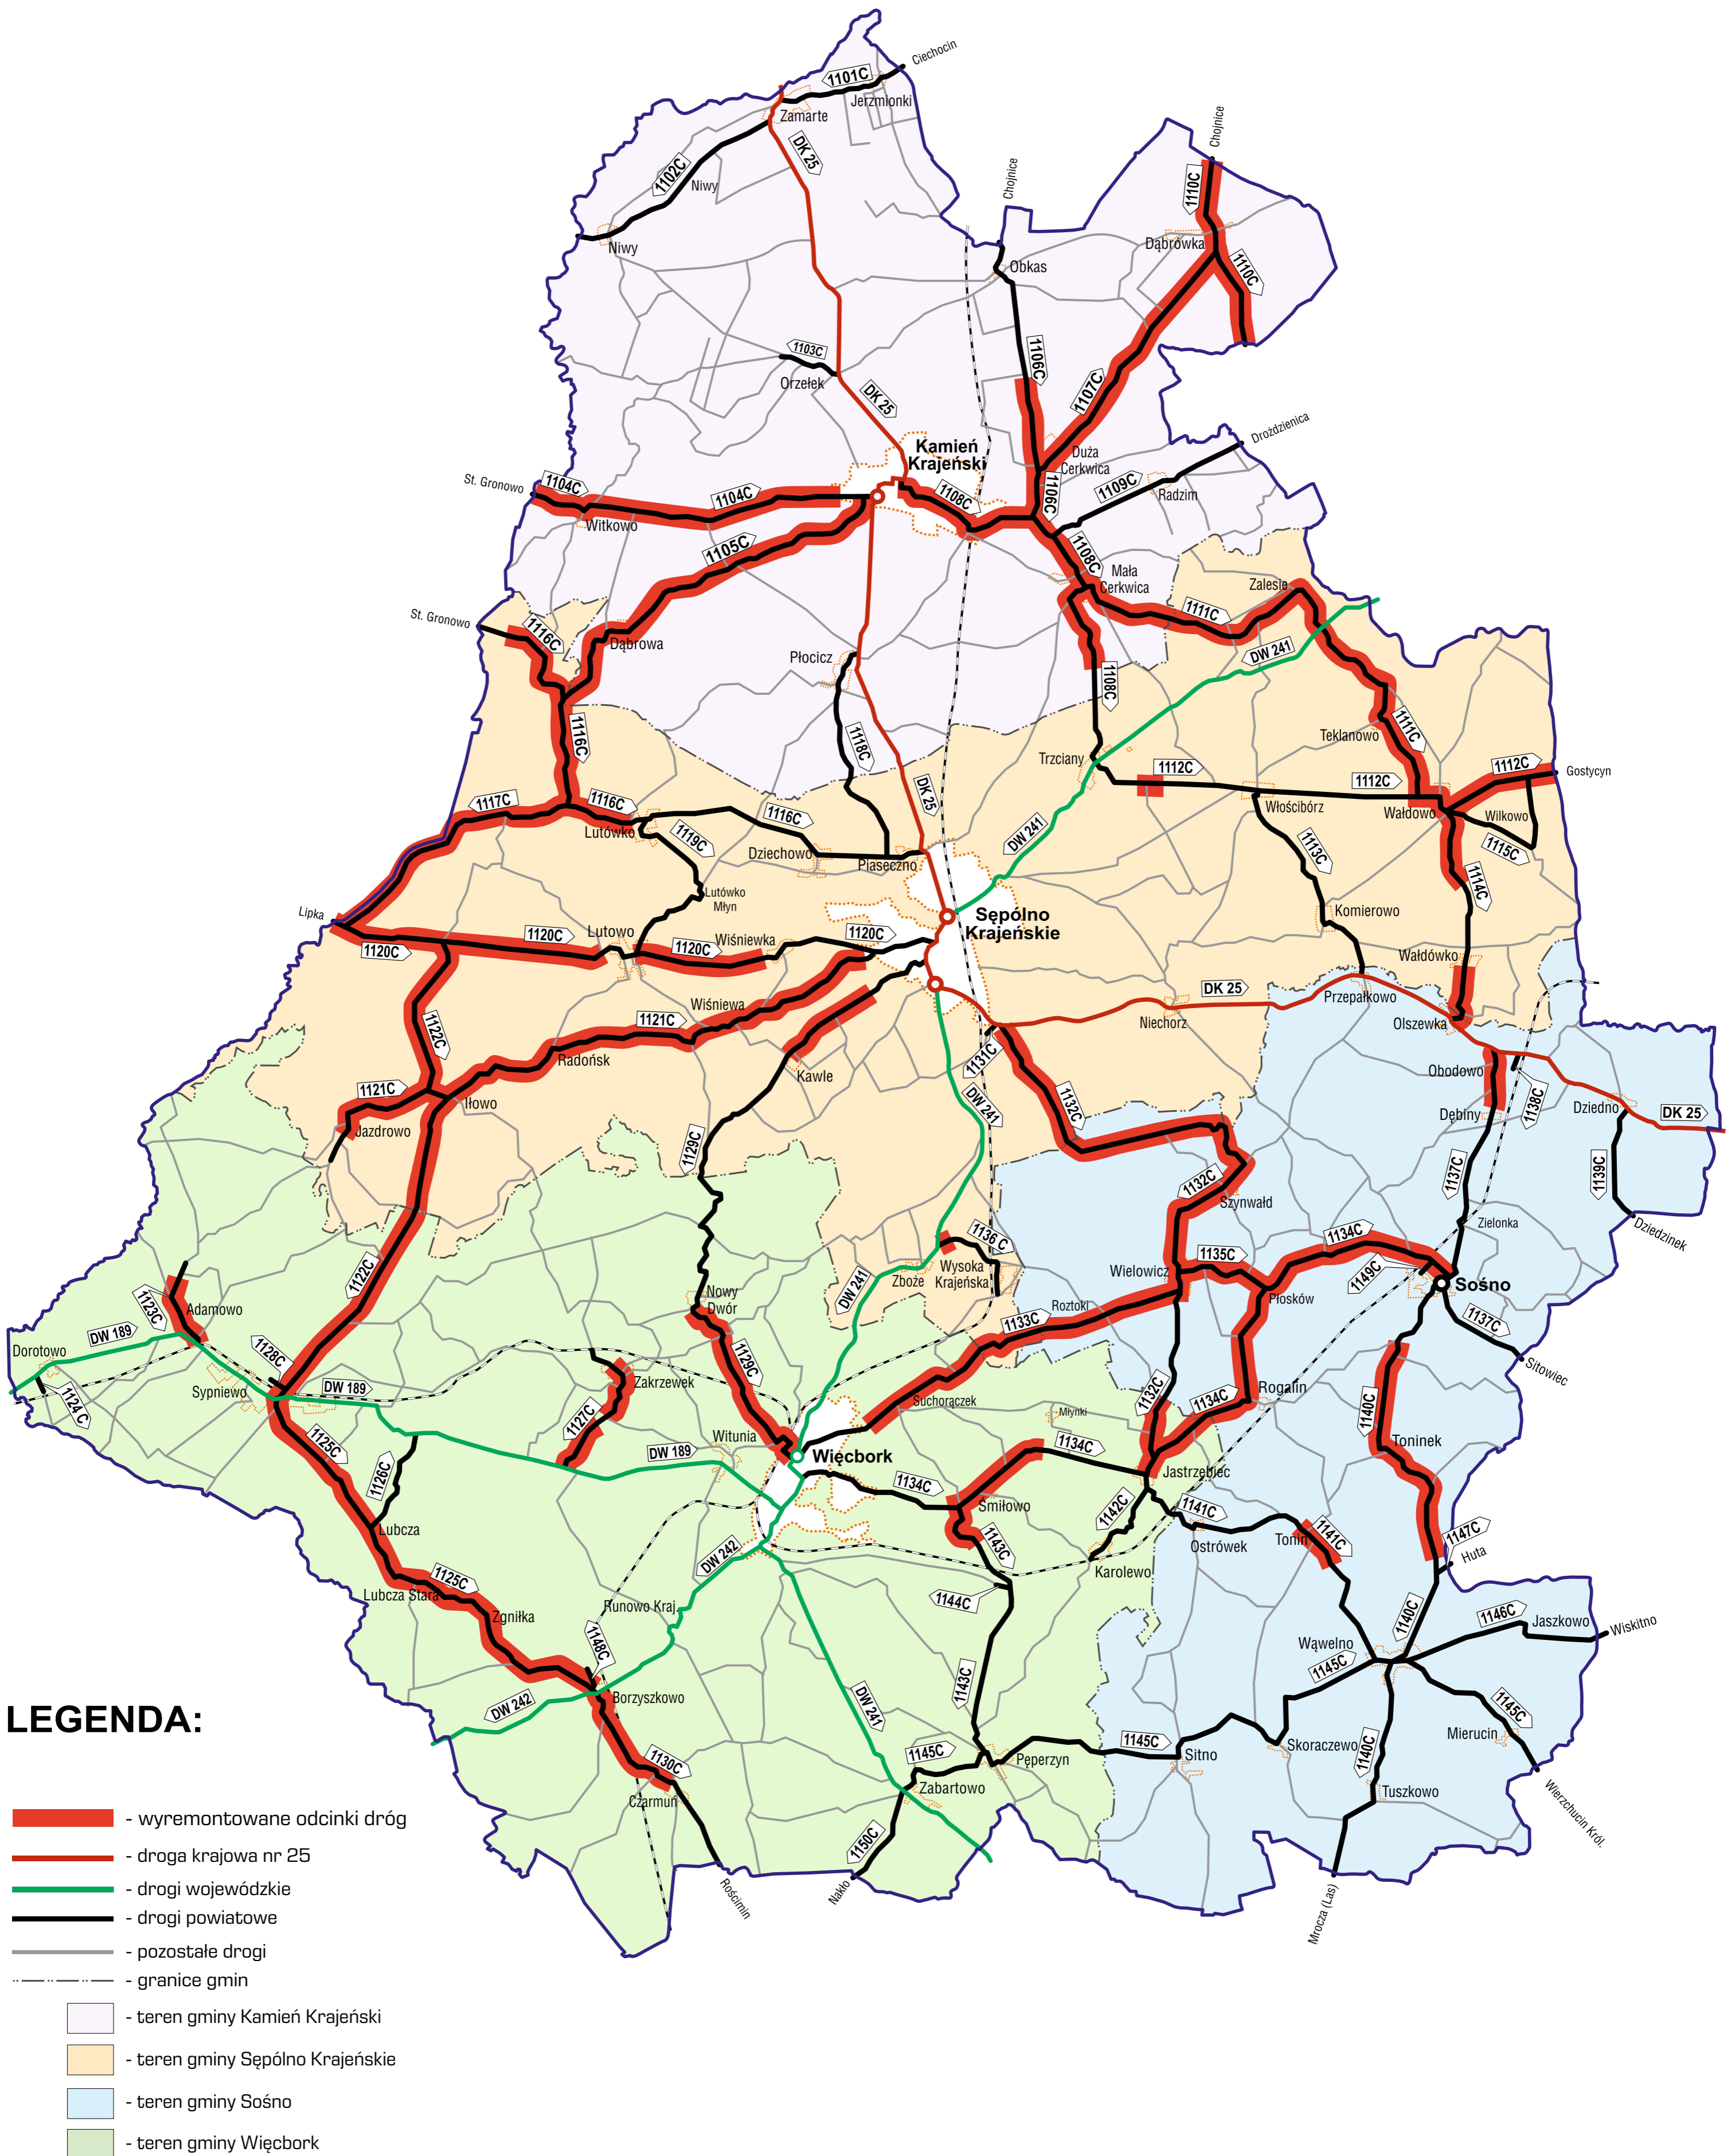 Ciechocin
1101C
Jerzmionki
Zamarte
DK 25
Chojnice
1102C
Niwy
Chojnice
1110C
Niwy
Dąbrówka
Obkas
1110C
1103C
Orzełek
1106C
1107C
DK 25
Kamień
Krajeński
Duża
Cerkwica
Drożdzienica
St. Gronowo
1104C
1104C
1108C
1106C
1109C
Radzim
Witkowo
1105C
1108C
Mała
Cerkwica
Zalesie
St. Gronowo
1116C
1111C
Dąbrowa
Płocicz
DW 241
1108C
1116C
1118C
Teklanowo
1111C
Trzciany
1112C
1112C
1112C
Gostycyn
DK 25
1117C
1116C
1116C
Włościbórz
Wałdowo
Wilkowo
Lutówko
1119C
Dziechowo
Piaseczno
DW 241
1113C
1115C
1114C
Lutówko
Młyn
Lipka
Sępólno
Krajeńskie
Komierowo
1120C
1120C
Lutowo
1120C
Wiśniewka
1120C
Wałdówko
Wiśniewa
DK 25
Przepałkowo
1122C
1121C
Niechorz
Olszewka
Radońsk
Kawle
1131C
Obodowo
1121C
Iłowo
DW 241
1132C
Dębiny
1138C
Dziedno
DK 25
Jazdrowo
1129C
1137C
1139C
1132C
Szynwałd
Zielonka
Dziedzinek
1136 C
1134C
1122C
Zboże
Wysoka
Krajeńska
Wielowicz
1135C
1149C
Sośno
1123C
Adamowo
Nowy
Dwór
DW 241
Roztoki
Płosków
1137C
DW 189
1133C
Dorotowo
1128C
1129C
Sitowiec
1124 C
Sypniewo
DW 189
Zakrzewek
Suchorączek
1132C
1134C
Rogalin
1127C
Młynki
1140C
1125C
1126C
Witunia
DW 189
Więcbork
1134C
Toninek
Jastrzębiec
1134C
Śmiłowo
1142C
1141C
Lubcza
1143C
Ostrówek
Tonin
1141C
1147C
Huta
DW 242
Karolewo
1125C
Lubcza Stara
1144C
Zgniłka
Runowo Kraj.
1140C
1146C
Jaszkowo
Wiskitno
1148C
Wąwelno
1145C
1143C
Borzyszkowo
DW 242
DW 241
1145C
Mierucin
1145C
1145C
1140C
Pęperzyn
Sitno
Skoraczewo
1130C
Zabartowo
Tuszkowo
Czarmuń
Wierzchucin Król.
1150C
Nakło
Rościmin
Mrocza (Las)
LEGENDA:
- wyremontowane odcinki dróg
- droga krajowa nr 25
- drogi wojewódzkie
- drogi powiatowe
- pozostałe drogi
- granice gmin
- teren gminy Kamień Krajeński
- teren gminy Sępólno Krajeńskie
- teren gminy Sośno
- teren gminy Więcbork
1121C